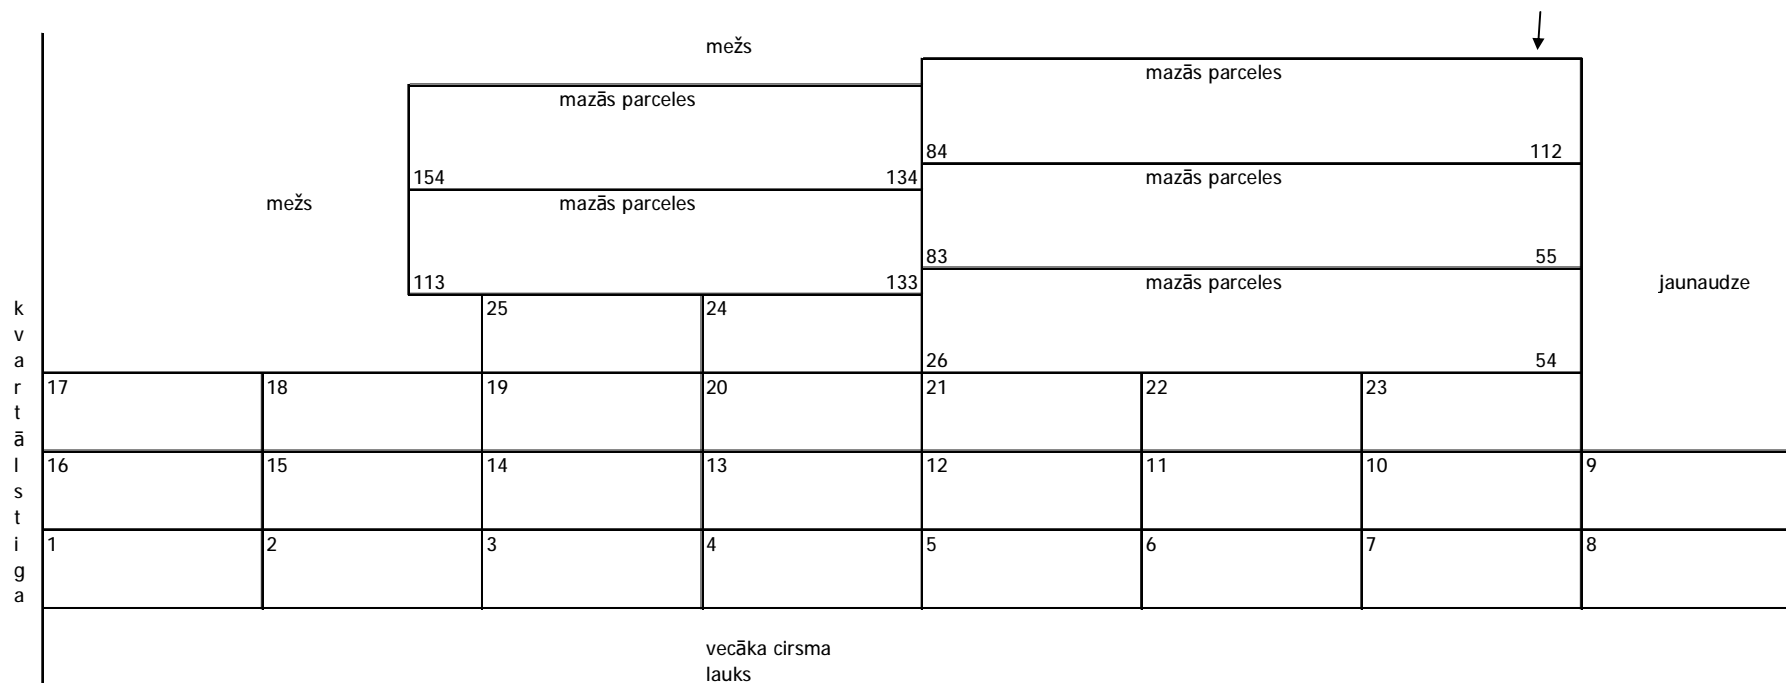 mežs
mazās parceles
mazās parceles
84 112
154 134
mazās parceles
mežs
mazās parceles
83 55
113 133
mazās parceles
jaunaudze
kvartālstiga
25 24
26 54
17 18 19 20 21 22 23
16 15 14 13 12 11 10 9
1 2 3 4 5 6 7 8
vecāka cirsma
lauks